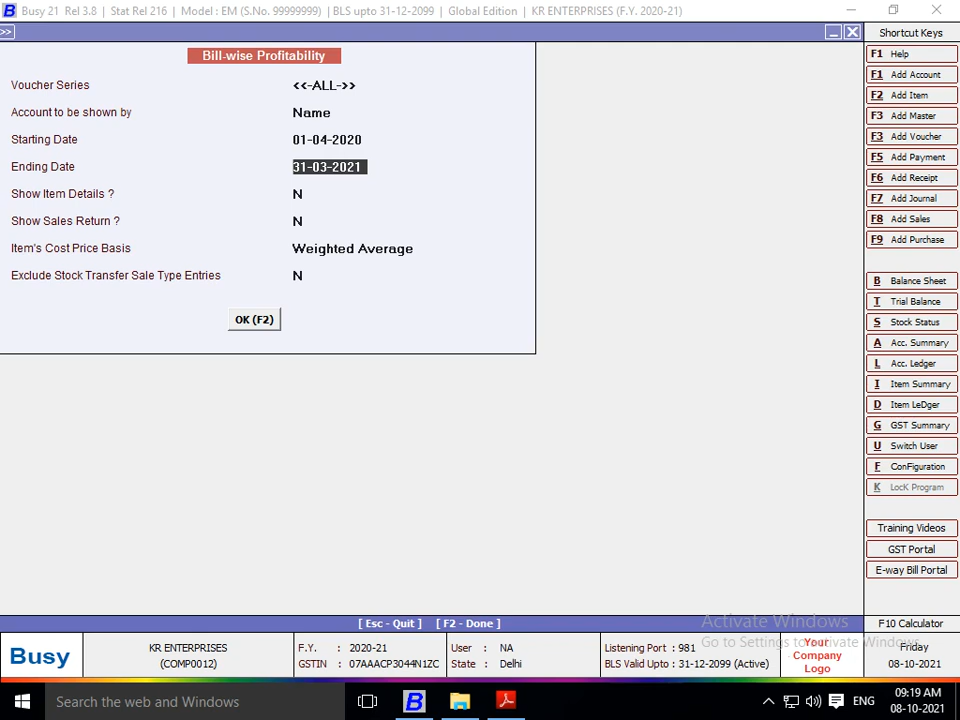 Busy 21 Rel 3.8 | Stat Rel 216 | Model : EM (S.No. 99999999) | BLS upto 31-12-2099 | Global Edition | KR ENTERPRISES (F.Y. 2020-21)
>>
Shortcut Keys
Bill-wise Profitability
Voucher Series <<-ALL->>
Account to be shown by Name
Starting Date 01-04-2020
Ending Date 31-03-2021
Show Item Details ? N
Show Sales Return ? N
Item's Cost Price Basis Weighted Average
Exclude Stock Transfer Sale Type Entries N
OK (F2)
F1 Help
F1 Add Account
F2 Add Item
F3 Add Master
F3 Add Voucher
F5 Add Payment
F6 Add Receipt
F7 Add Journal
F8 Add Sales
F9 Add Purchase
B Balance Sheet
T Trial Balance
S Stock Status
A Acc. Summary
L Acc. Ledger
I Item Summary
D Item LeDger
G GST Summary
U Switch User
F ConFiguration
K LocK Program
Training Videos
GST Portal
E-way Bill Portal
F10 Calculator
[ Esc - Quit ] [ F2 - Done ]
Activate Windows
Go to Settings to activate Windows.
Busy
KR ENTERPRISES
(COMP0012)
F.Y. : 2020-21
GSTIN : 07AAACP3044N1ZC
User : NA
State : Delhi
Listening Port : 981
BLS Valid Upto : 31-12-2099 (Active)
Your
Company
Logo
Friday
08-10-2021
Search the web and Windows
B
ENG
09:19 AM
08-10-2021